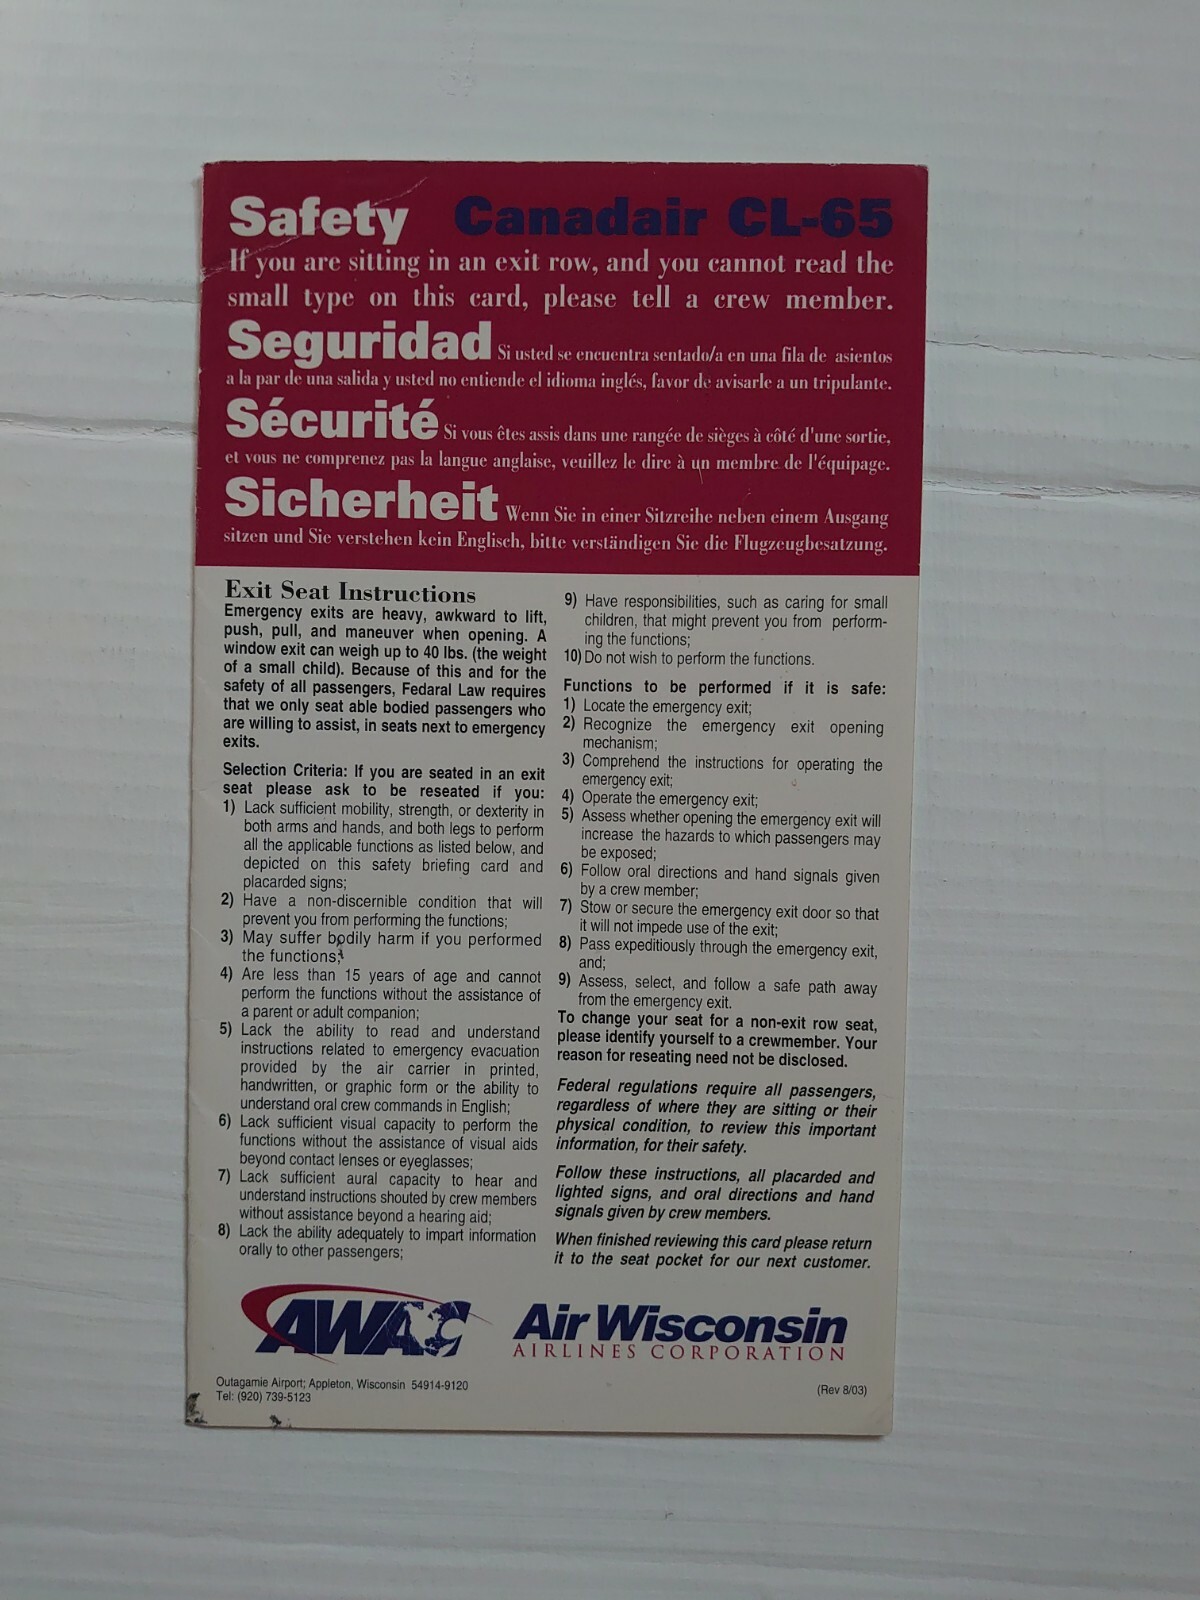 Safety Canadair CL-65
If you are sitting in an exit row, and you cannot read the
small type on this card, please tell a crew member.
Seguridad Si usted se encuentra sentado/a en una fila de asientos
a la par de una salida y usted no entiende el idioma inglés, favor de avisarle a un tripulante.
Sécurité Si vous êtes assis dans une rangée de sièges à côté d'une sortie,
et vous ne comprenez pas la langue anglaise, veuillez le dire à un membre de l'équipage.
Sicherheit Wenn Sie in einer Sitzreihe neben einem Ausgang
sitzen und Sie verstehen kein Englisch, bitte verständigen Sie die Flugzeugbesatzung.
Exit Seat Instructions
Emergency exits are heavy, awkward to lift,
push, pull, and maneuver when opening. A
window exit can weigh up to 40 lbs. (the weight
of a small child). Because of this and for the
safety of all passengers, Fedaral Law requires
that we only seat able bodied passengers who
are willing to assist, in seats next to emergency
exits.
Selection Criteria: If you are seated in an exit
seat please ask to be reseated if you:
1) Lack sufficient mobility, strength, or dexterity in
both arms and hands, and both legs to perform
all the applicable functions as listed below, and
depicted on this safety briefing card and
placarded signs;
2) Have a non-discernible condition that will
prevent you from performing the functions;
3) May suffer bodily harm if you performed
the functions;
4) Are less than 15 years of age and cannot
perform the functions without the assistance of
a parent or adult companion;
5) Lack the ability to read and understand
instructions related to emergency evacuation
provided by the air carrier in printed,
handwritten, or graphic form or the ability to
understand oral crew commands in English;
6) Lack sufficient visual capacity to perform the
functions without the assistance of visual aids
beyond contact lenses or eyeglasses;
7) Lack sufficient aural capacity to hear and
understand instructions shouted by crew members
without assistance beyond a hearing aid;
8) Lack the ability adequately to impart information
orally to other passengers;
9) Have responsibilities, such as caring for small
children, that might prevent you from perform-
ing the functions;
10) Do not wish to perform the functions.
Functions to be performed if it is safe:
1) Locate the emergency exit;
2) Recognize the emergency exit opening
mechanism;
3) Comprehend the instructions for operating the
emergency exit;
4) Operate the emergency exit;
5) Assess whether opening the emergency exit will
increase the hazards to which passengers may
be exposed;
6) Follow oral directions and hand signals given
by a crew member;
7) Stow or secure the emergency exit door so that
it will not impede use of the exit;
8) Pass expeditiously through the emergency exit,
and;
9) Assess, select, and follow a safe path away
from the emergency exit.
To change your seat for a non-exit row seat,
please identify yourself to a crewmember. Your
reason for reseating need not be disclosed.
Federal regulations require all passengers,
regardless of where they are sitting or their
physical condition, to review this important
information, for their safety.
Follow these instructions, all placarded and
lighted signs, and oral directions and hand
signals given by crew members.
When finished reviewing this card please return
it to the seat pocket for our next customer.
AWAC
Air Wisconsin
AIRLINES CORPORATION
Outagamie Airport; Appleton, Wisconsin 54914-9120
Tel: (920) 739-5123
(Rev 8/03)